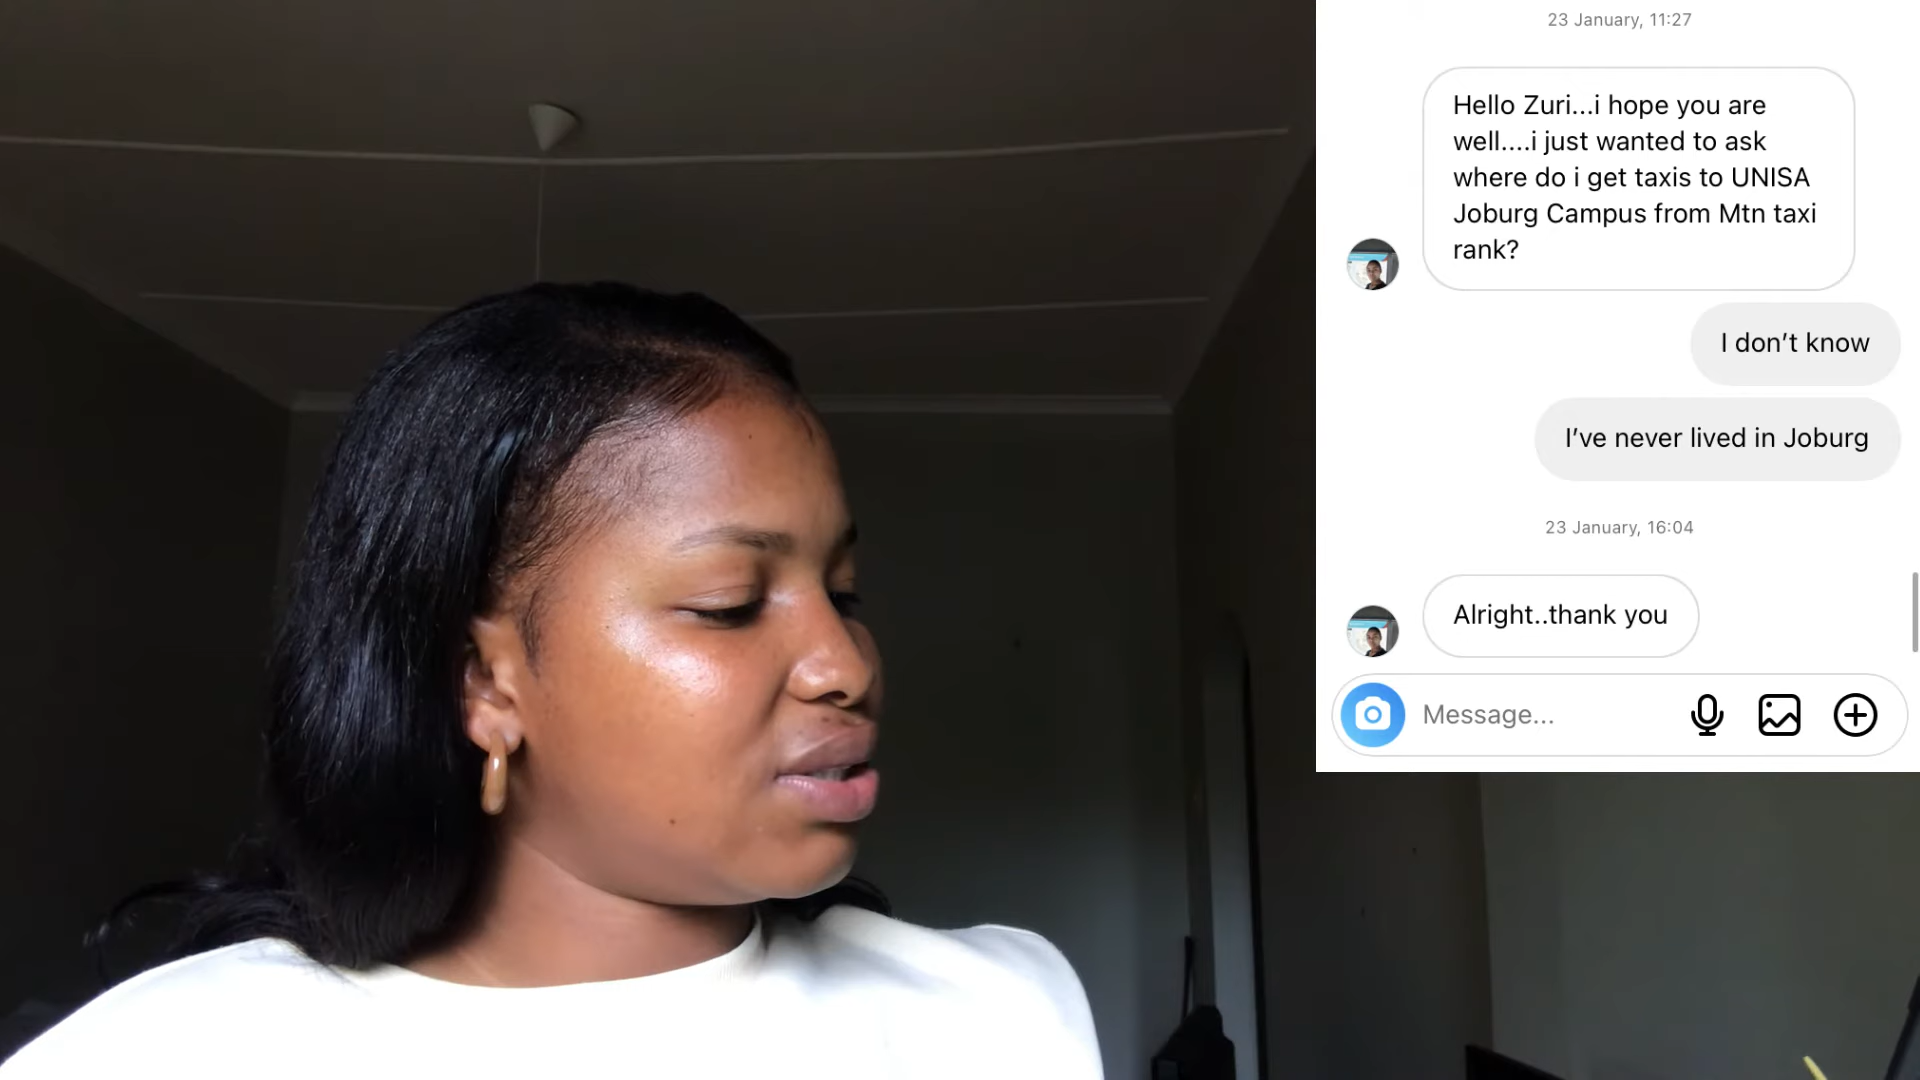 23 January, 11:27
Hello Zuri...i hope you are
well....i just wanted to ask
where do i get taxis to UNISA
Joburg Campus from Mtn taxi
rank?
I don’t know
I’ve never lived in Joburg
23 January, 16:04
Alright..thank you
Message...